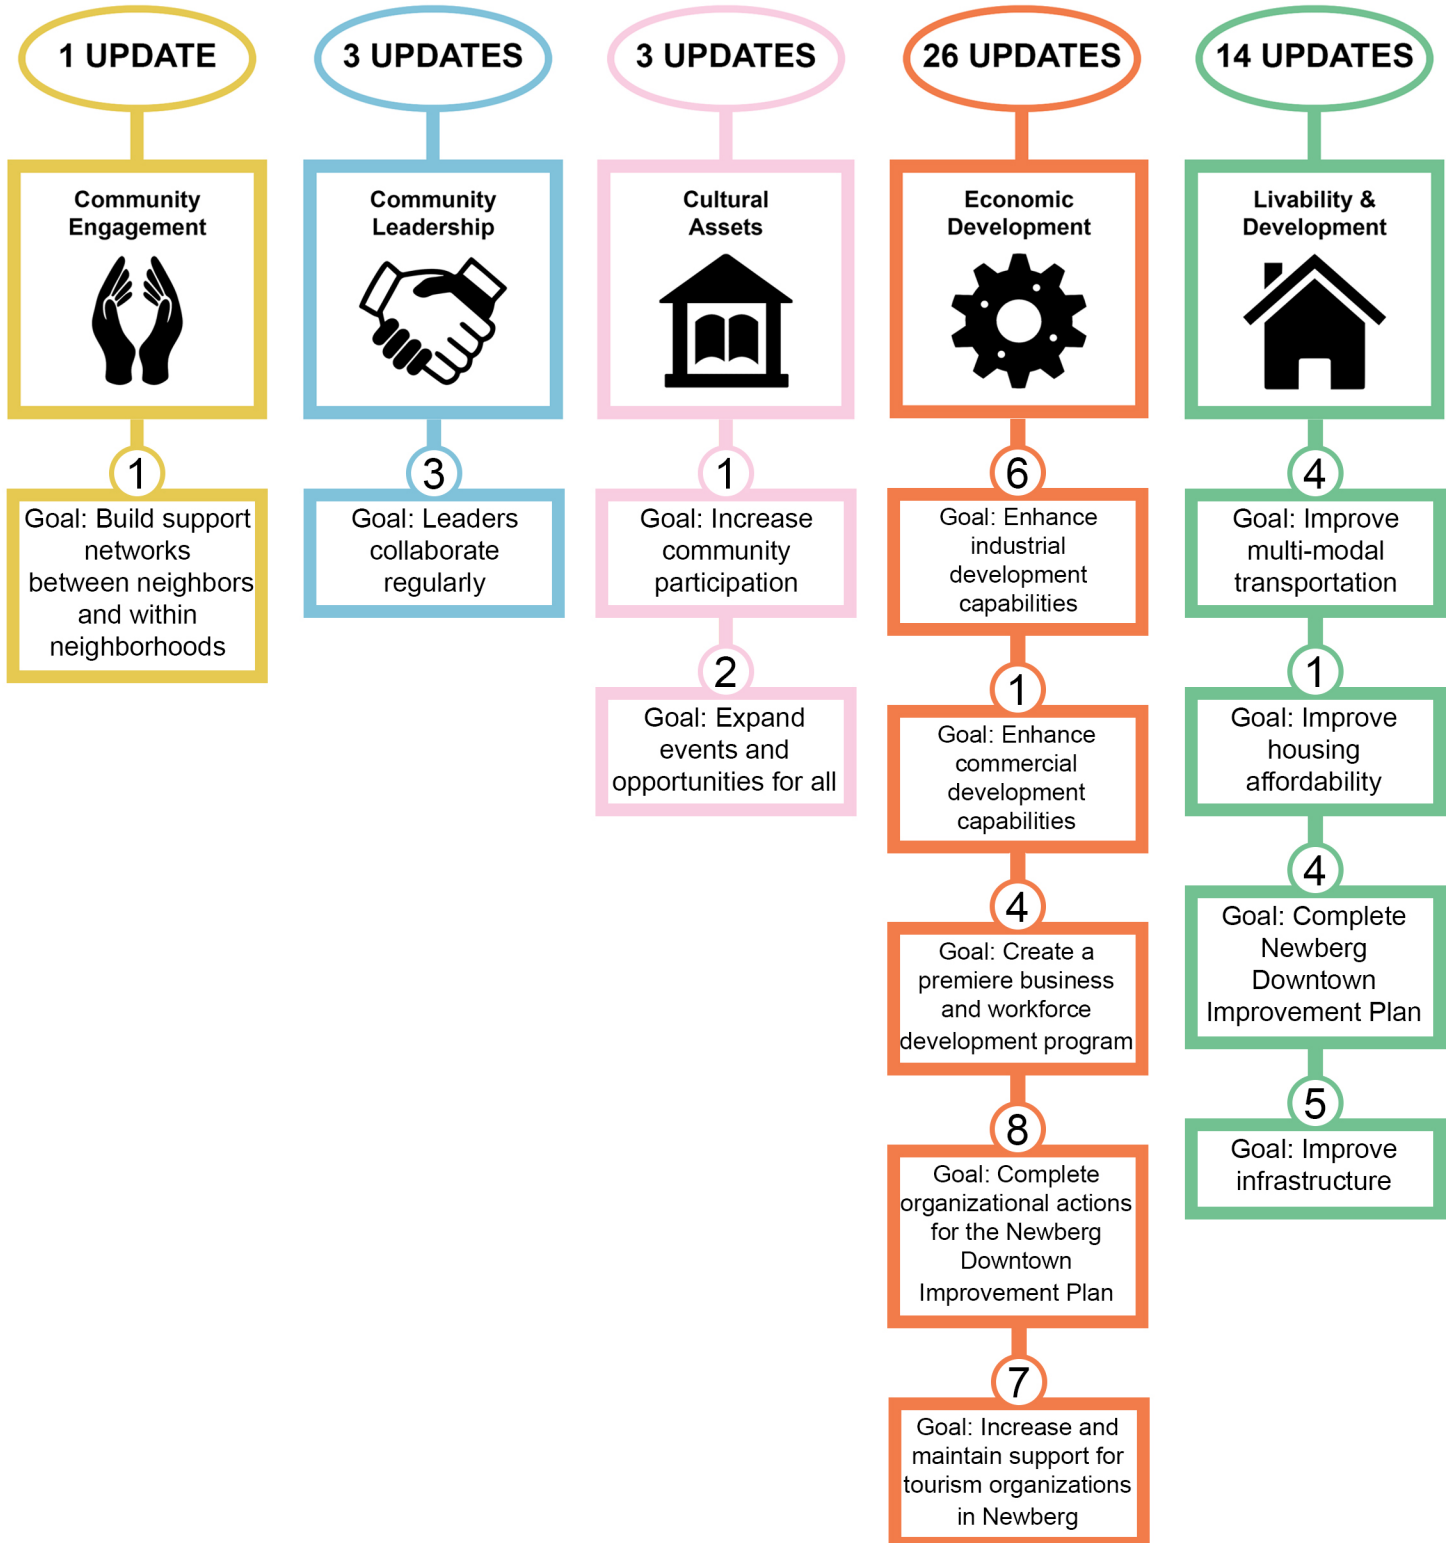 1 UPDATE
Community
Engagement
1
Goal: Build support
networks
between neighbors
and within
neighborhoods
3 UPDATES
Community
Leadership
3
Goal: Leaders
collaborate
regularly
3 UPDATES
Cultural
Assets
1
Goal: Increase
community
participation
2
Goal: Expand
events and
opportunities for all
26 UPDATES
Economic
Development
6
Goal: Enhance
industrial
development
capabilities
1
Goal: Enhance
commercial
development
capabilities
4
Goal: Create a
premiere business
and workforce
development program
8
Goal: Complete
organizational actions
for the Newberg
Downtown
Improvement Plan
7
Goal: Increase and
maintain support for
tourism organizations
in Newberg
14 UPDATES
Livability &
Development
4
Goal: Improve
multi-modal
transportation
1
Goal: Improve
housing
affordability
4
Goal: Complete
Newberg
Downtown
Improvement Plan
5
Goal: Improve
infrastructure